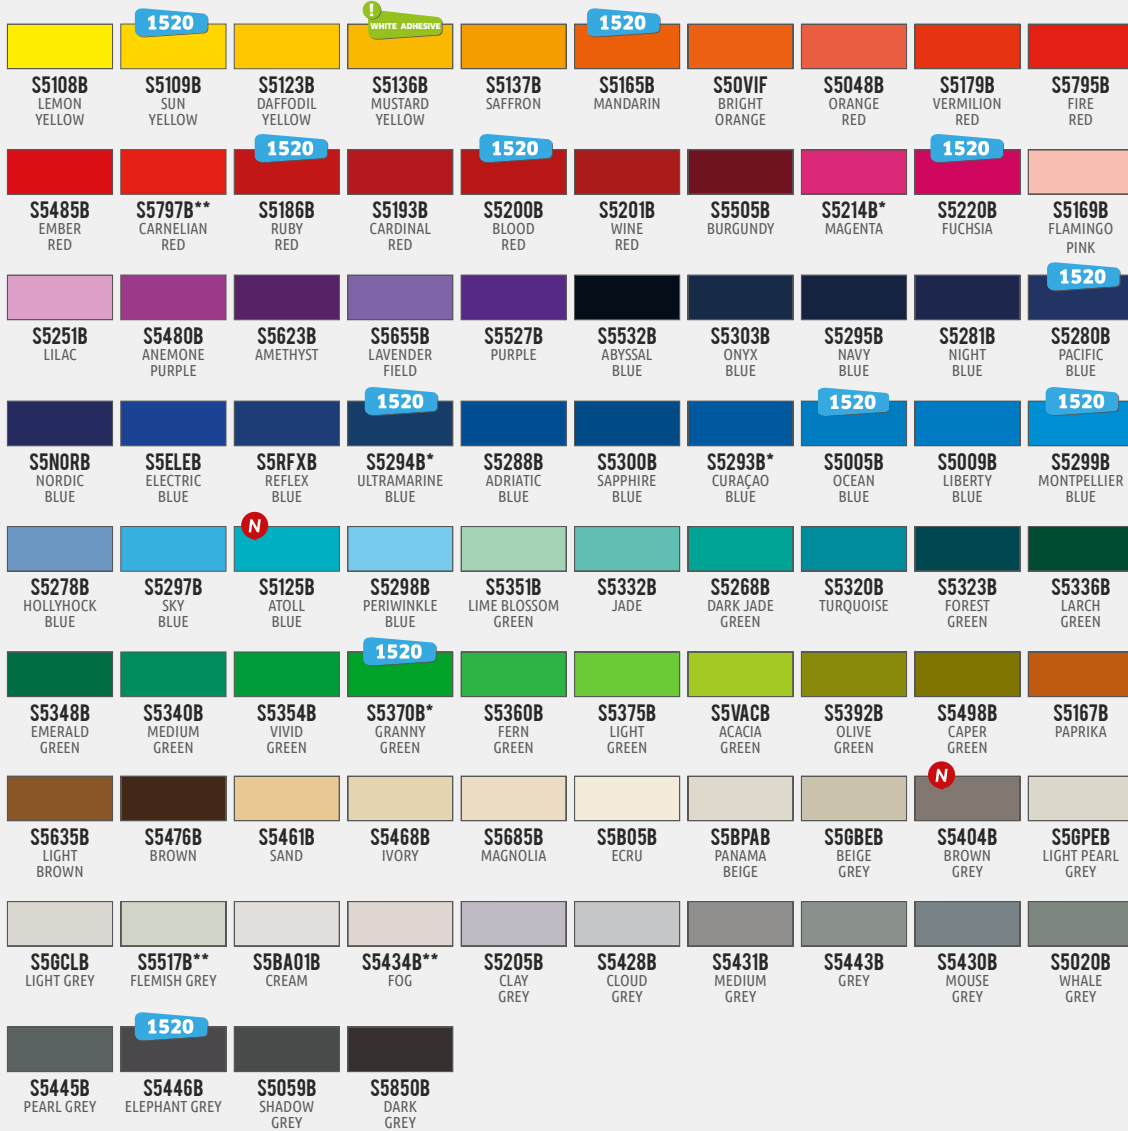 1520
!
WHITE ADHESIVE
1520
S5108B S5109B S5123B S5136B S5137B S5165B S50VIF S5048B S5179B S5795B
LEMON SUN DAFFODIL MUSTARD SAFFRON MANDARIN BRIGHT ORANGE VERMILION FIRE
YELLOW YELLOW YELLOW YELLOW ORANGE RED RED RED
1520 1520 1520
S5485B S5797B** S5186B S5193B S5200B S5201B S5505B S5214B* S5220B S5169B
EMBER CARNELIAN RUBY CARDINAL BLOOD WINE BURGUNDY MAGENTA FUCHSIA FLAMINGO
RED RED RED RED RED RED PINK
1520
S5251B S5480B S5623B S5655B S5527B S5532B S5303B S5295B S5281B S5280B
LILAC ANEMONE AMETHYST LAVENDER PURPLE ABYSSAL ONYX NAVY NIGHT PACIFIC
PURPLE FIELD BLUE BLUE BLUE BLUE BLUE
1520 1520 1520
S5NORB S5ELEB S5RFXB S5294B* S5288B S5300B S5293B* S5005B S5009B S5299B
NORDIC ELECTRIC REFLEX ULTRAMARINE ADRIATIC SAPPHIRE CURAÇAO OCEAN LIBERTY MONTPELLIER
BLUE BLUE BLUE BLUE BLUE BLUE BLUE BLUE BLUE BLUE
N
S5278B S5297B S5125B S5298B S5351B S5332B S5268B S5320B S5323B S5336B
HOLLYHOCK SKY ATOLL PERIWINKLE LIME BLOSSOM JADE DARK JADE TURQUOISE FOREST LARCH
BLUE BLUE BLUE BLUE GREEN GREEN GREEN GREEN
1520
S5348B S5340B S5354B S5370B* S5360B S5375B S5VACB S5392B S5498B S5167B
EMERALD MEDIUM VIVID GRANNY FERN LIGHT ACACIA OLIVE CAPER PAPRIKA
GREEN GREEN GREEN GREEN GREEN GREEN GREEN GREEN GREEN
N
S5635B S5476B S5461B S5468B S5685B S5B05B S5BPAB S5GBEB S5404B S5GPEB
LIGHT BROWN SAND IVORY MAGNOLIA ECRU PANAMA BEIGE BROWN LIGHT PEARL
BROWN BEIGE GREY GREY GREY
S5GCLB S5517B** S5BA01B S5434B** S5205B S5428B S5431B S5443B S5430B S5020B
LIGHT GREY FLEMISH GREY CREAM FOG CLAY CLOUD MEDIUM GREY MOUSE WHALE
GREY GREY GREY GREY GREY
1520
S5445B S5446B S5059B S5850B
PEARL GREY ELEPHANT GREY SHADOW DARK
GREY GREY